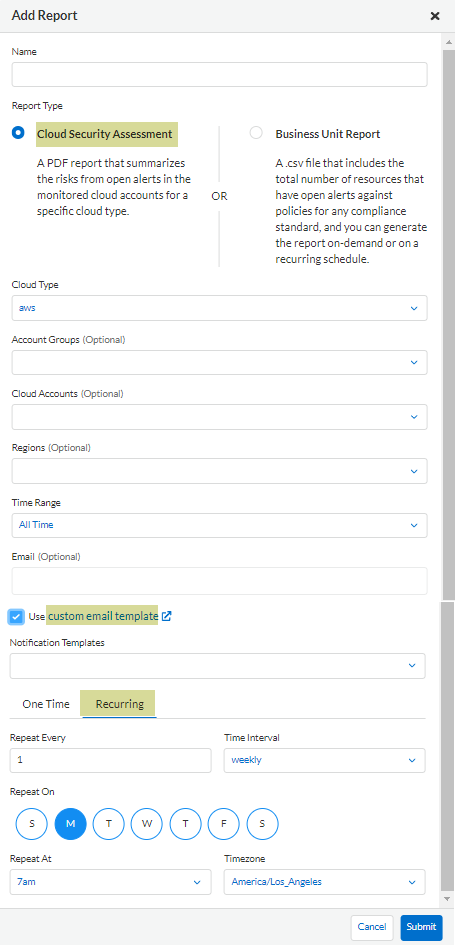 Add Report
Name
Report Type
Cloud Security Assessment
A PDF report that summarizes
the risks from open alerts in the
monitored cloud accounts for a
specific cloud type.
OR
Business Unit Report
A .csv file that includes the
total number of resources that
have open alerts against
policies for any compliance
standard, and you can generate
the report on-demand or on a
recurring schedule.
Cloud Type
aws
Account Groups (Optional)
Cloud Accounts (Optional)
Regions (Optional)
Time Range
All Time
Email (Optional)
Use custom email template
Notification Templates
One Time Recurring
Repeat Every Time Interval
1 weekly
Repeat On
S M T W T F S
Repeat At Timezone
7am America/Los_Angeles
Cancel Submit